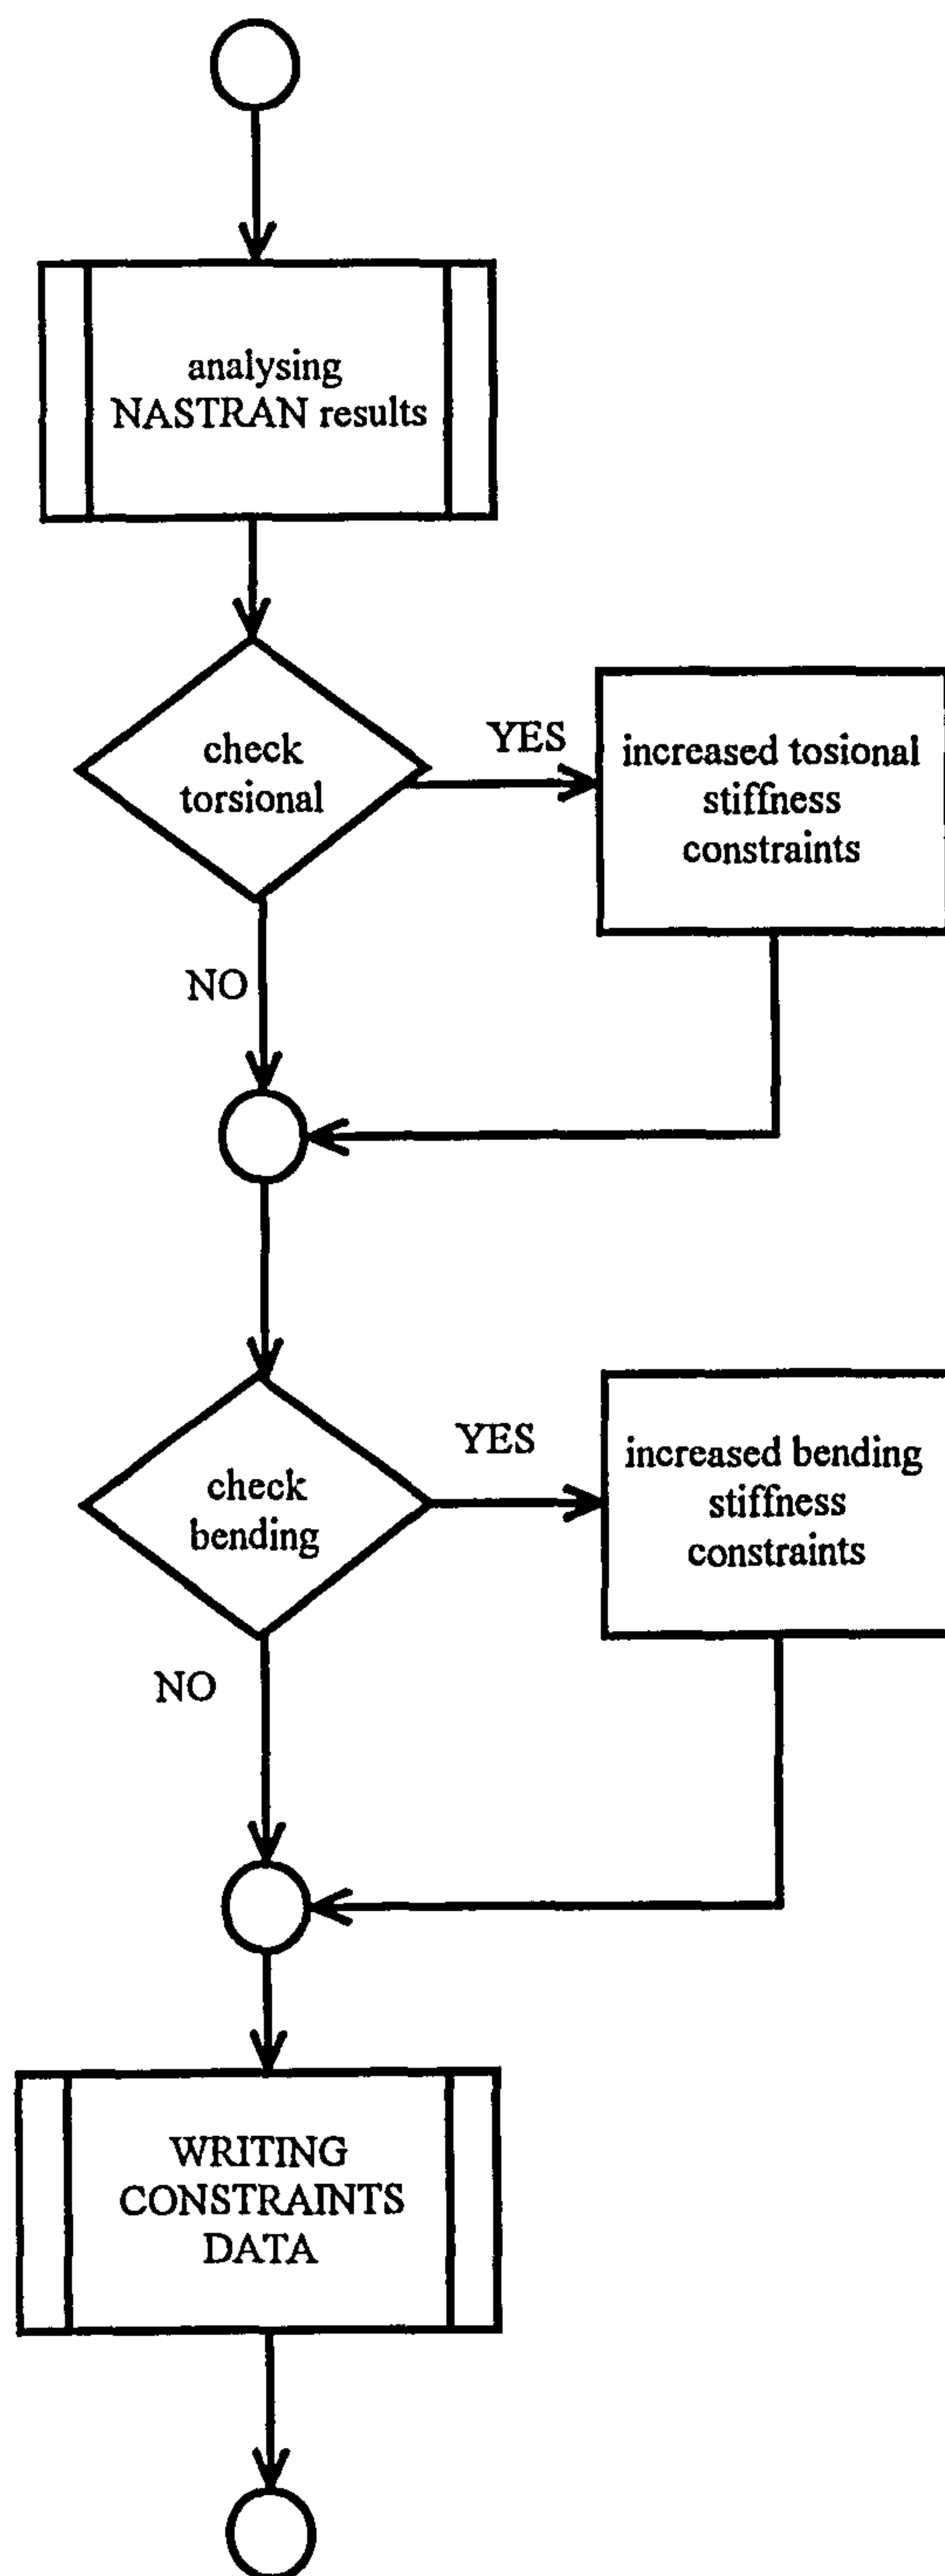 analysing
NASTRAN results
check
torsional
YES
increased tosional
stiffness
constraints
NO
check
bending
YES
increased bending
stiffness
constraints
NO
WRITING
CONSTRAINTS
DATA